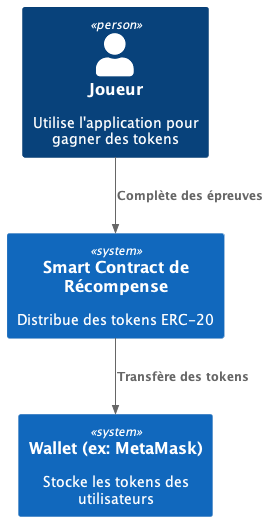 «person»
Joueur
Utilise l'application pour
gagner des tokens
Complète des épreuves
«system»
Smart Contract de
Récompense
Distribue des tokens ERC-20
Transfère des tokens
«system»
Wallet (ex: MetaMask)
Stocke les tokens des
utilisateurs